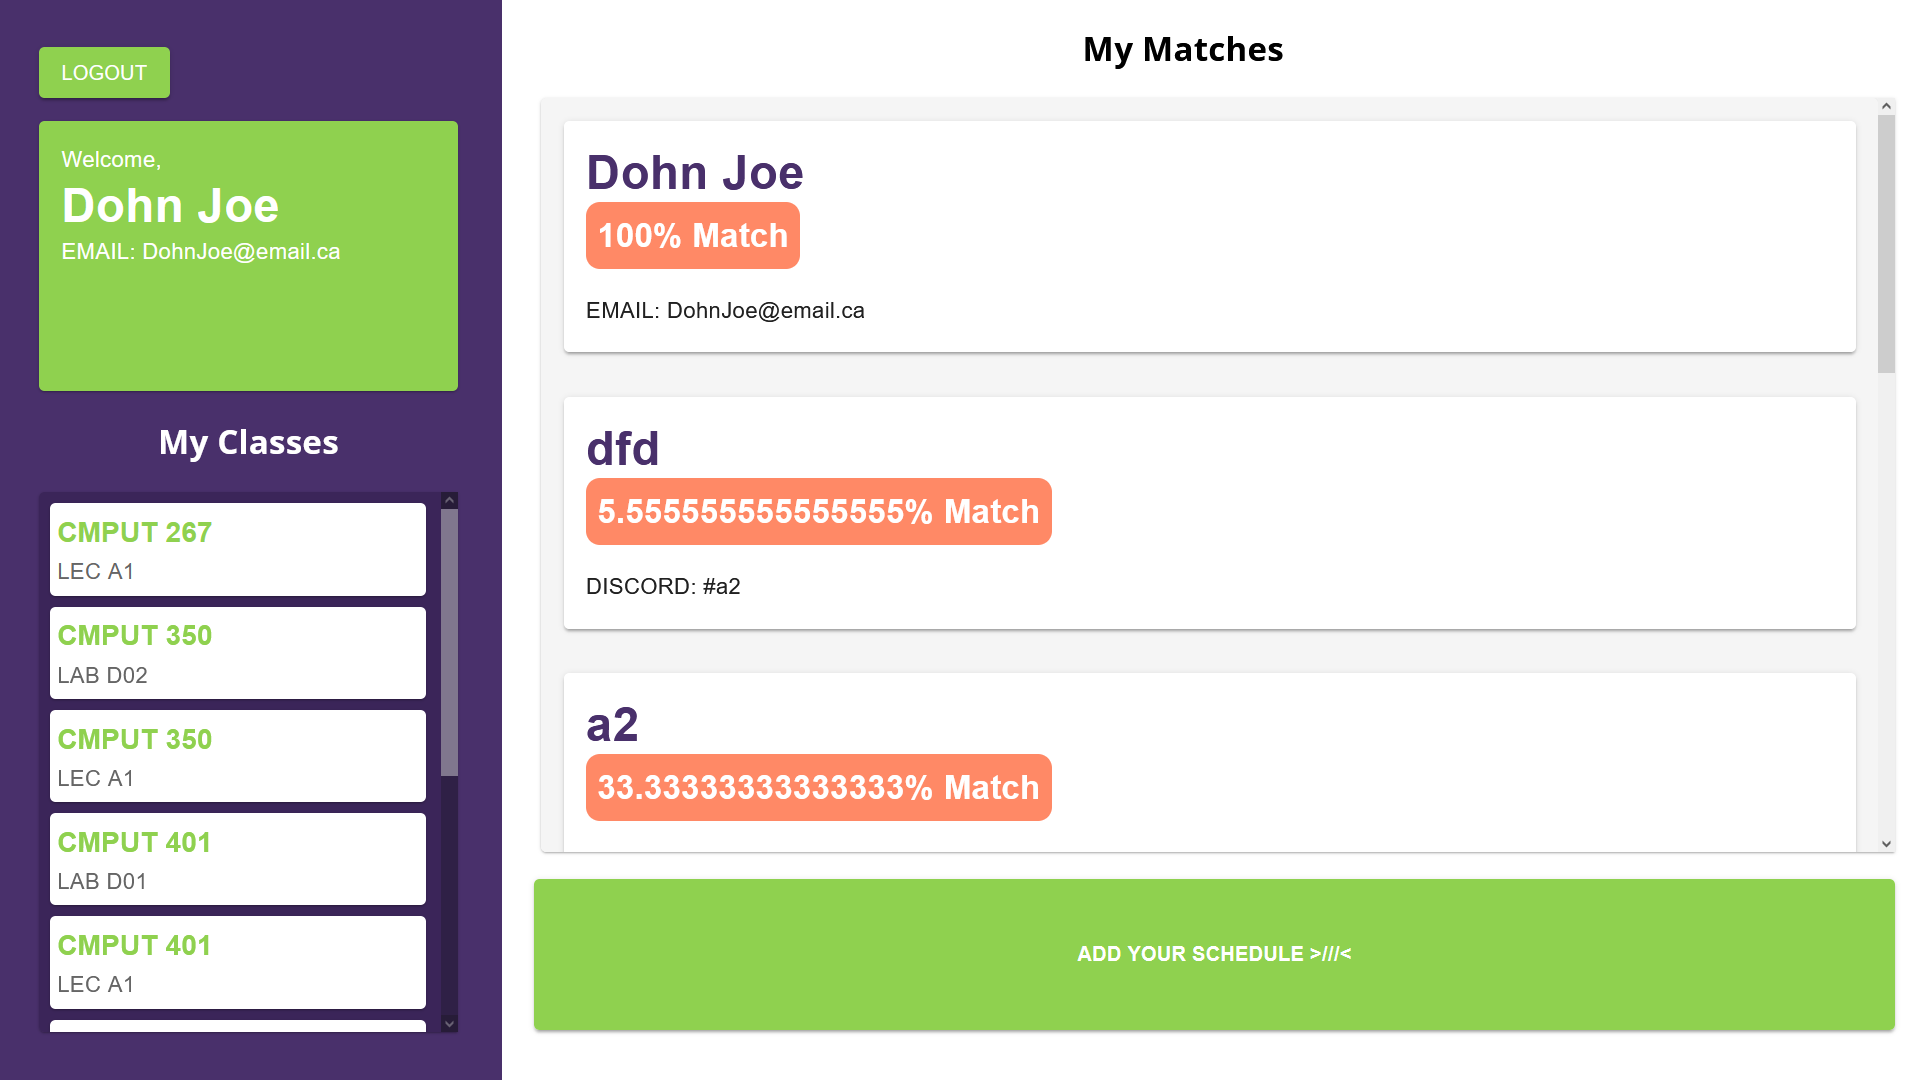 LOGOUT
Welcome,
Dohn Joe
EMAIL: DohnJoe@email.ca
My Classes
CMPUT 267
LEC A1
CMPUT 350
LAB D02
CMPUT 350
LEC A1
CMPUT 401
LAB D01
CMPUT 401
LEC A1
My Matches
Dohn Joe
100% Match
EMAIL: DohnJoe@email.ca
dfd
5.555555555555555% Match
DISCORD: #a2
a2
33.33333333333333% Match
ADD YOUR SCHEDULE >///<